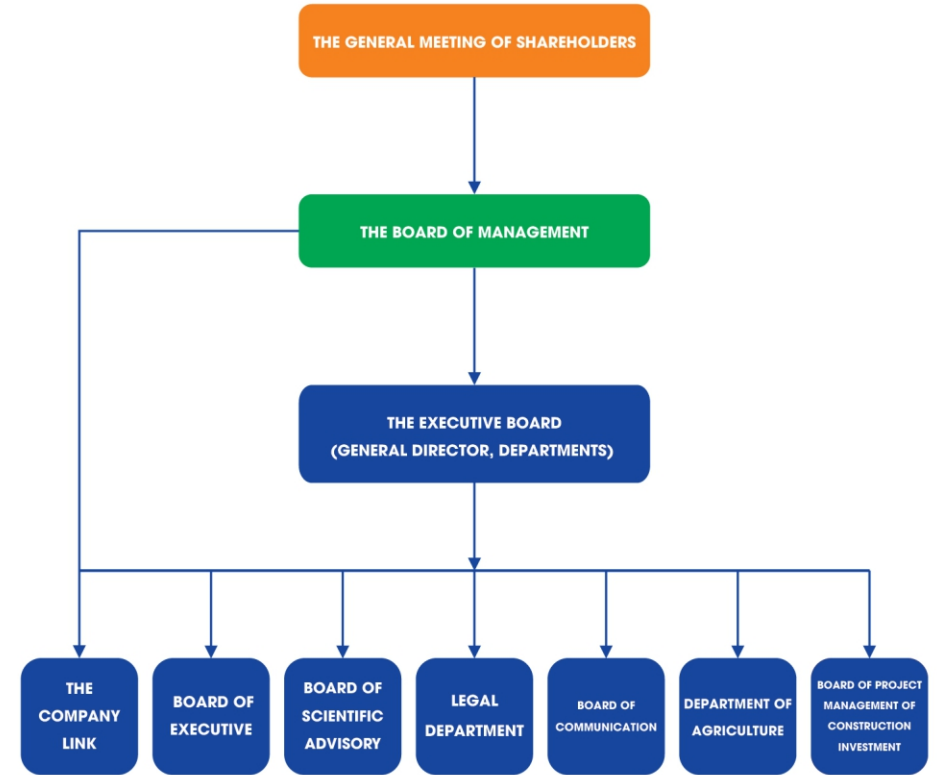 THE GENERAL MEETING OF SHAREHOLDERS
THE BOARD OF MANAGEMENT
THE EXECUTIVE BOARD
(GENERAL DIRECTOR, DEPARTMENTS)
THE
COMPANY
LINK
BOARD OF
EXECUTIVE
BOARD OF
SCIENTIFIC
ADVISORY
LEGAL
DEPARTMENT
BOARD OF
COMMUNICATION
DEPARTMENT OF
AGRICULTURE
BOARD OF PROJECT
MANAGEMENT OF
CONSTRUCTION
INVESTMENT